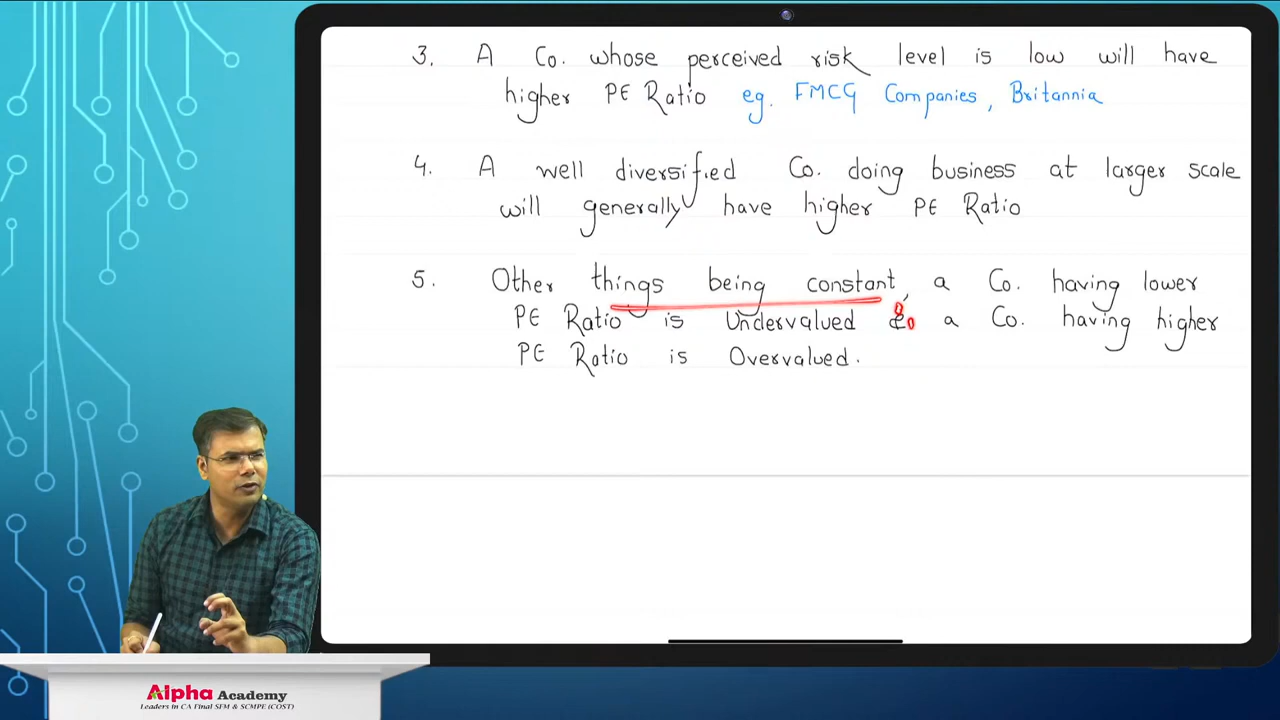 3. A Co. whose perceived risk level is low will have
higher PE Ratio eg. FMCG Companies, Britannia
4. A well diversified Co. doing business at larger scale
will generally have higher PE Ratio
5. Other things being constant, a Co. having lower
PE Ratio is Undervalued & a Co. having higher
PE Ratio is Overvalued.
Alpha Academy
Leaders in CA Final SFM & SCMPE (COST)